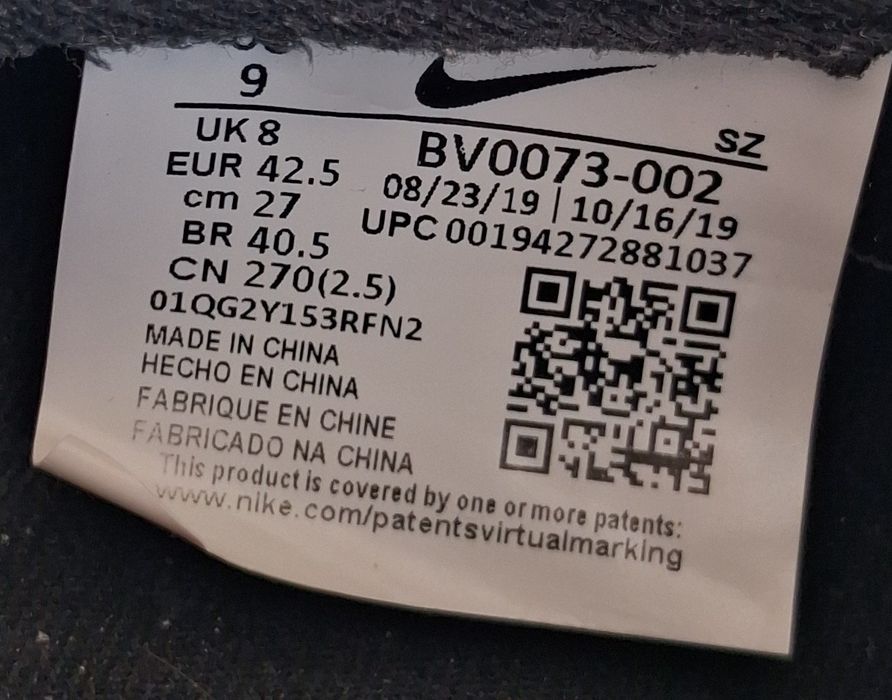 9
SZ
UK 8
EUR 42.5
cm 27
BR 40.5
CN 270(2.5)
BV0073-002
08/23/19 | 10/16/19
UPC 00194272881037
01QG2Y153RFN2
MADE IN CHINA
HECHO EN CHINA
FABRIQUE EN CHINE
FABRICADO NA CHINA
This product is covered by one or more patents:
www.nike.com/patentsvirtualmarking